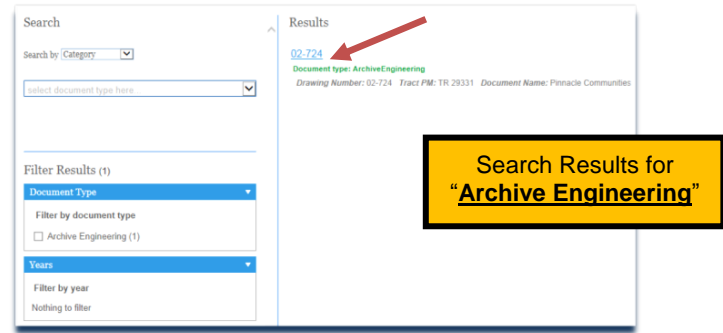 Search
Search by Category
select document type here...
Filter Results (1)
Document Type
Filter by document type
Archive Engineering (1)
Years
Filter by year
Nothing to filter
Results
02-724
Document type: ArchiveEngineering
Drawing Number: 02-724 Tract PM: TR 29331 Document Name: Pinnacle Communities
Search Results for
“Archive Engineering”